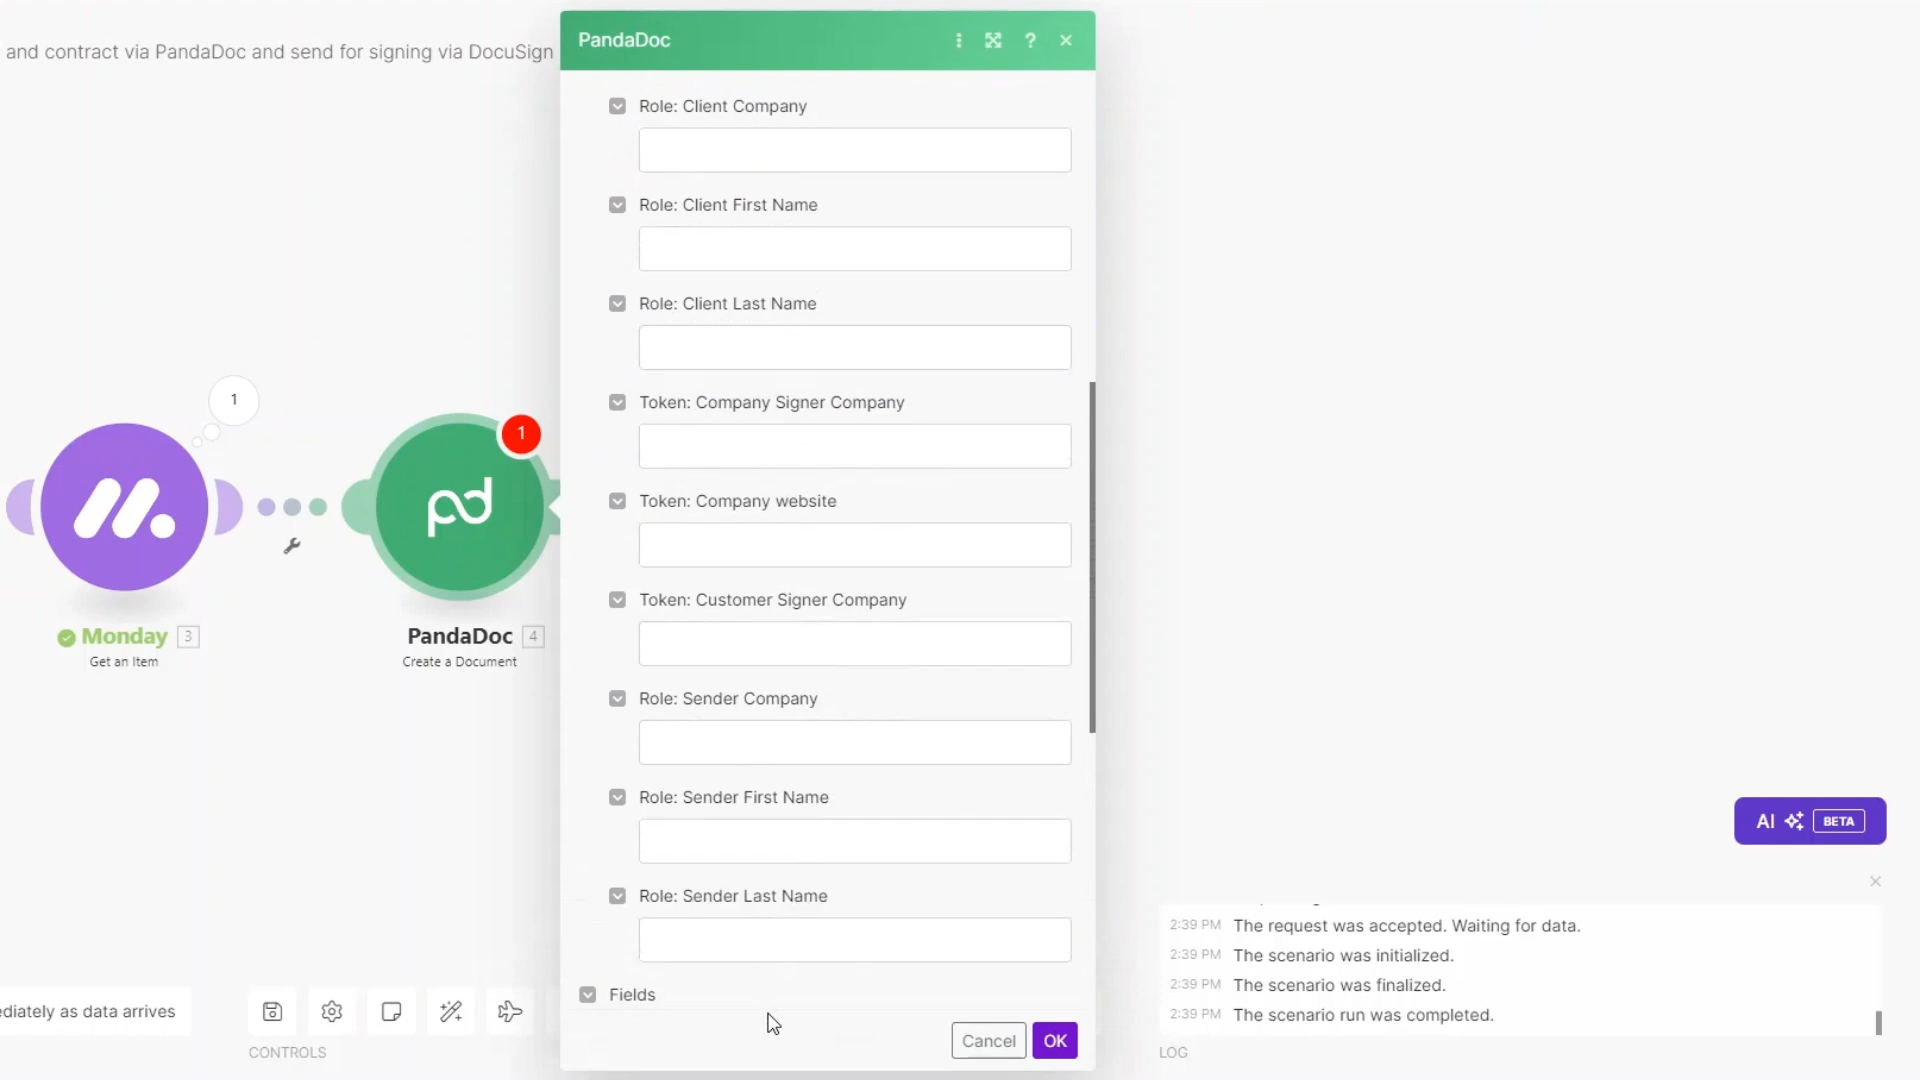 and contract via PandaDoc and send for signing via DocuSign
PandaDoc
?
Role: Client Company
Role: Client First Name
Role: Client Last Name
Token: Company Signer Company
Token: Company website
Token: Customer Signer Company
Role: Sender Company
Role: Sender First Name
Role: Sender Last Name
Fields
Cancel
OK
1
1
Monday 3
Get an Item
pd
PandaDoc 4
Create a Document
AI BETA
2:39 PM The request was accepted. Waiting for data.
2:39 PM The scenario was initialized.
2:39 PM The scenario was finalized.
2:39 PM The scenario run was completed.
LOG
ediately as data arrives
CONTROLS